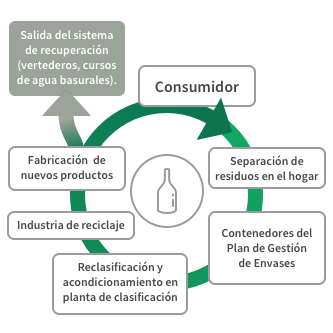 Salida del sistema
de recuperación
(vertederos, cursos
de agua basurales).
Consumidor
Fabricación de
nuevos productos
Separación de
residuos en el hogar
Industria de reciclaje
Contenedores del
Plan de Gestión
de Envases
Reclasificación y
acondicionamiento en
planta de clasificación